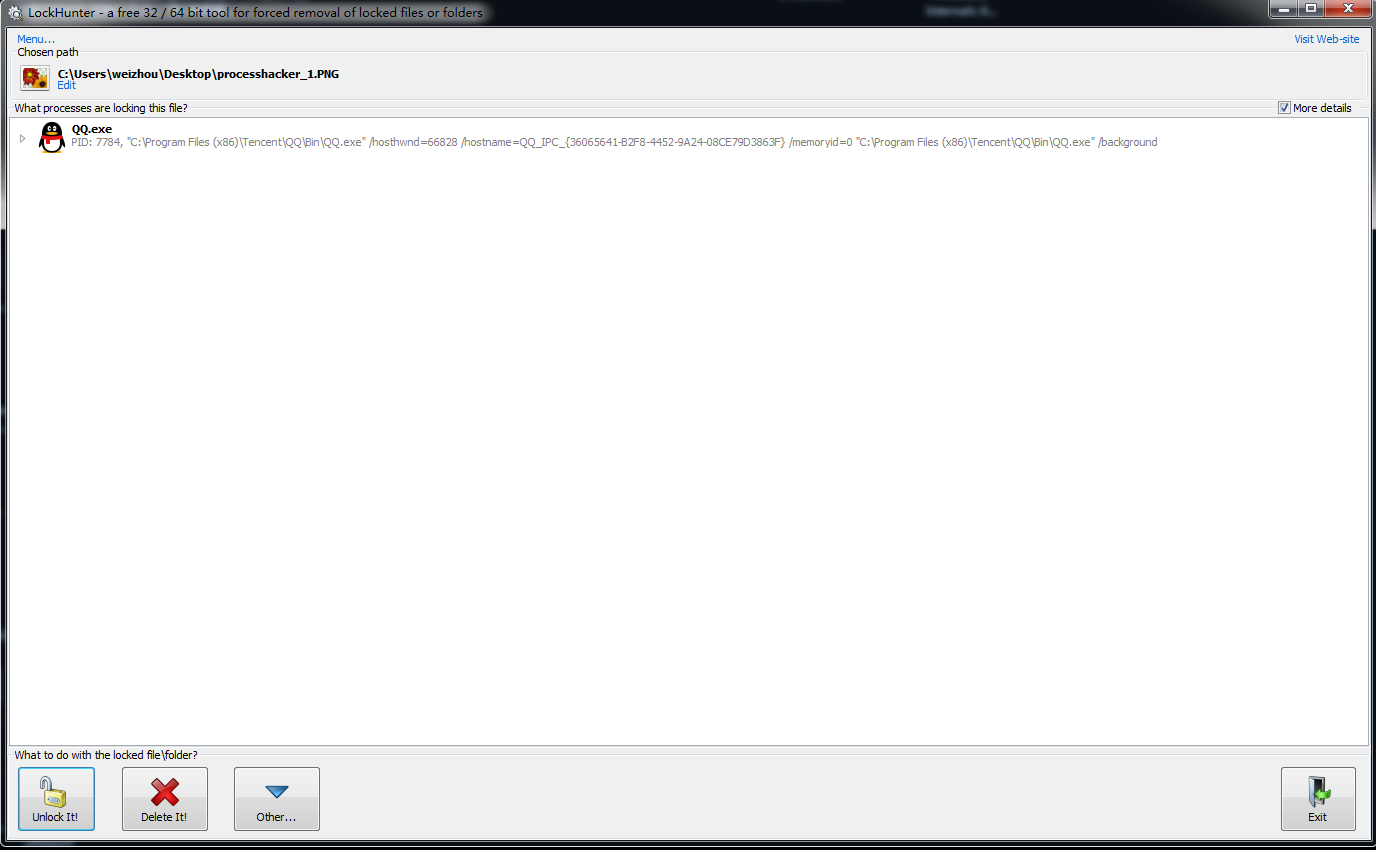 LockHunter - a free 32 / 64 bit tool for forced removal of locked files or folders
Menu...
Visit Web-site
Chosen path
C:\Users\weizhou\Desktop\processhacker_1.PNG
Edit
What processes are locking this file?
More details
QQ.exe
PID: 7784, "C:\Program Files (x86)\Tencent\QQ\Bin\QQ.exe" /hosthwnd=66828 /hostname=QQ_IPC_{36065641-B2F8-4452-9A24-08CE79D3863F} /memoryid=0 "C:\Program Files (x86)\Tencent\QQ\Bin\QQ.exe" /background
What to do with the locked file\folder?
Unlock It!
Delete It!
Other...
Exit